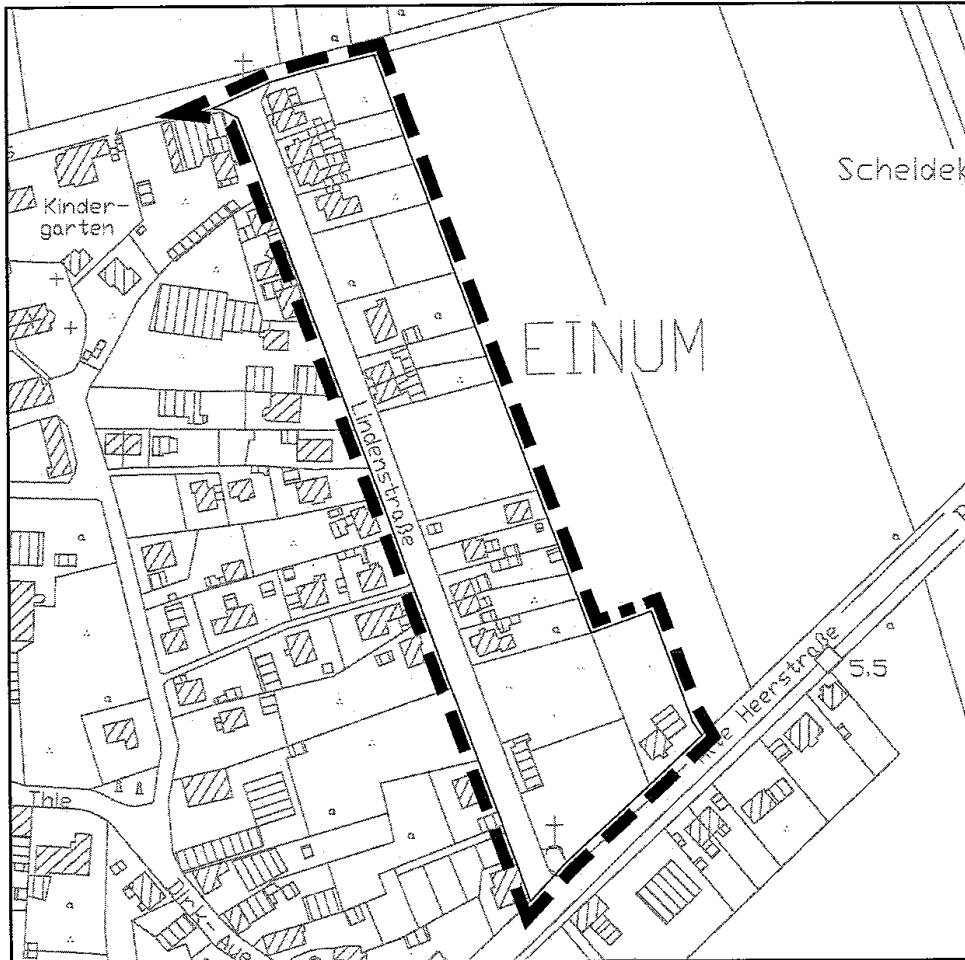 Scheldek
Kinder-
garten
EINUM
Lindenstraße
Alte Heerstraße
5,5
Thie